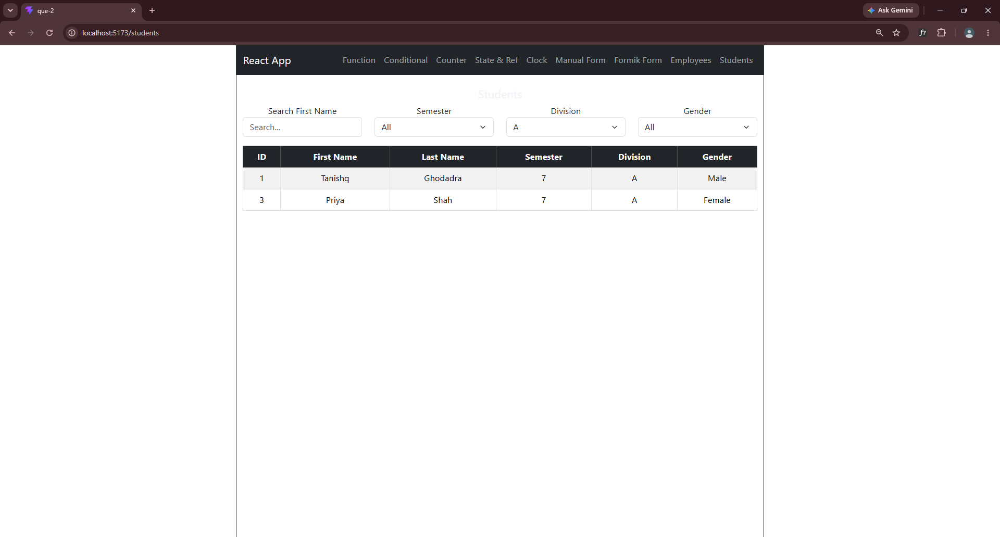 que-2
Ask Gemini
localhost:5173/students
f?
React App Function Conditional Counter State & Ref Clock Manual Form Formik Form Employees Students
Students
Search First Name Semester Division Gender
Search... All A All
ID First Name Last Name Semester Division Gender
1 Tanishq Ghodadra 7 A Male
3 Priya Shah 7 A Female